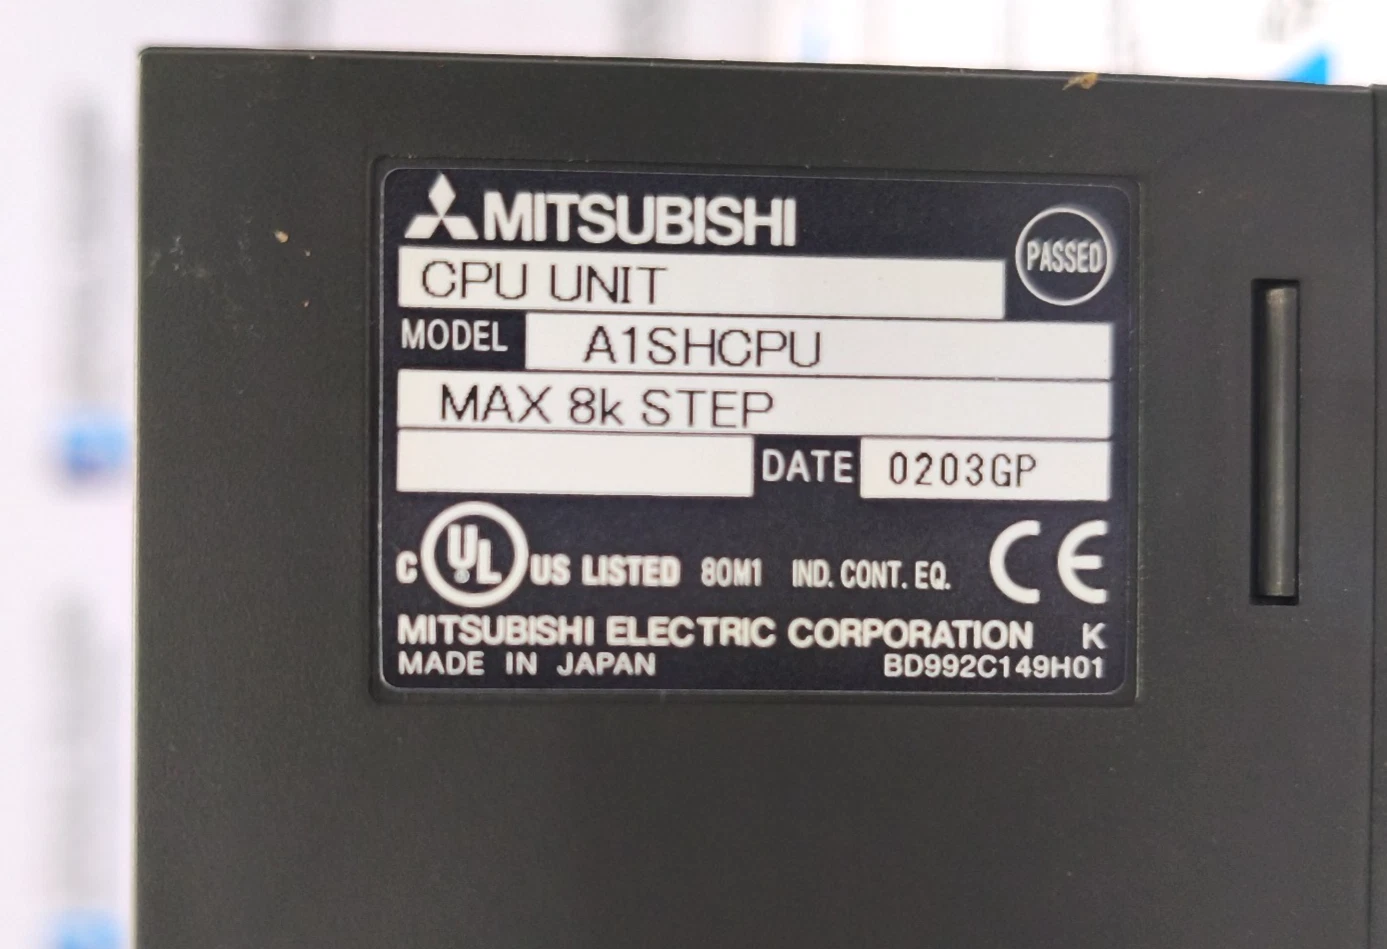 MITSUBISHI
PASSED
CPU UNIT
MODEL A1SHCPU
MAX 8k STEP
DATE 0203GP
C UL US LISTED 80M1 IND. CONT. EQ. CE
MITSUBISHI ELECTRIC CORPORATION K
MADE IN JAPAN BD992C149H01